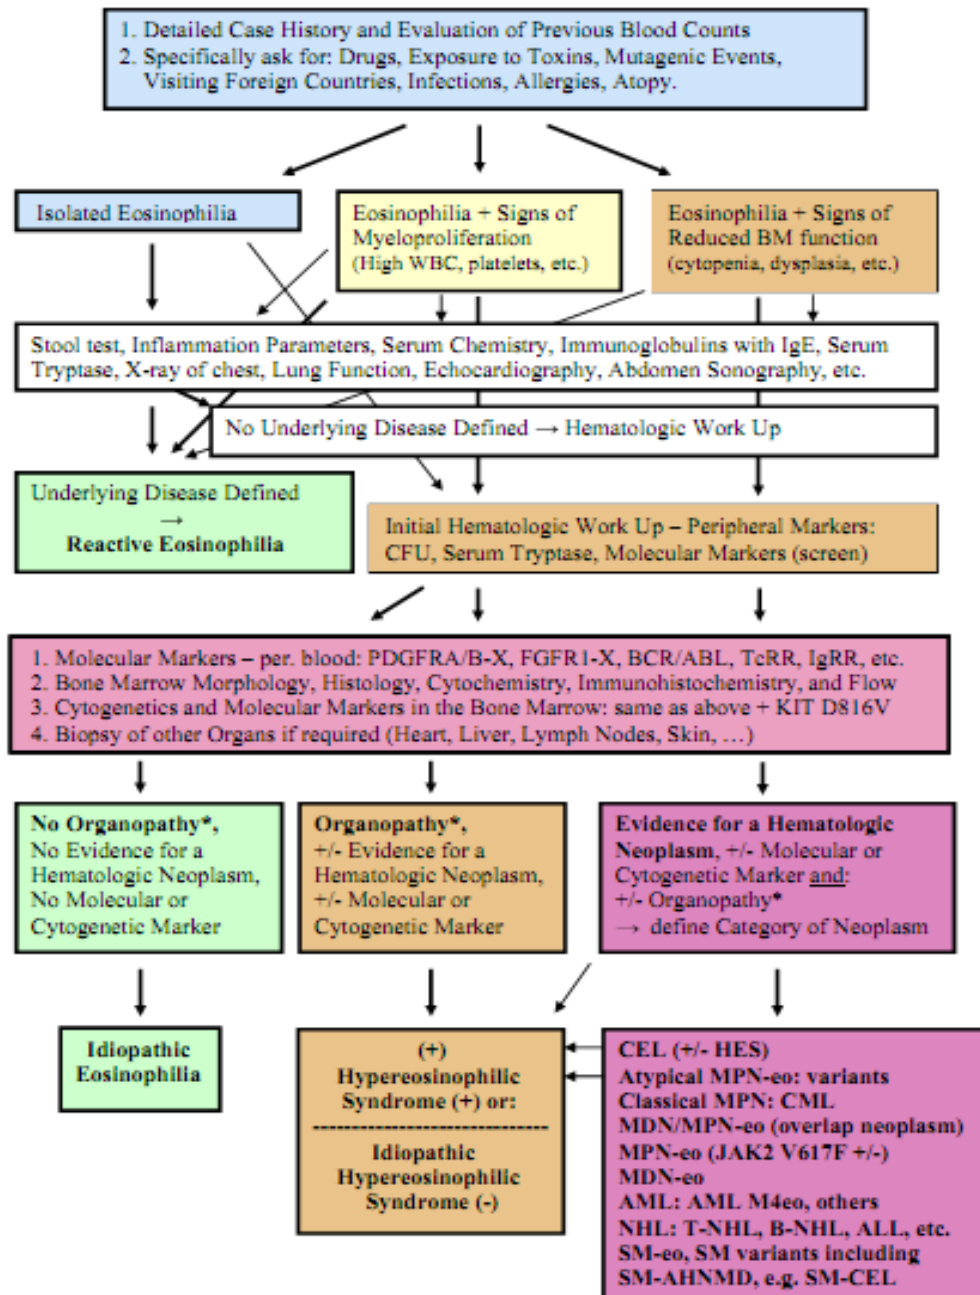 1. Detailed Case History and Evaluation of Previous Blood Counts
2. Specifically ask for: Drugs, Exposure to Toxins, Mutagenic Events,
Visiting Foreign Countries, Infections, Allergies, Atopy.
Isolated Eosinophilia
Eosinophilia + Signs of
Myeloproliferation
(High WBC, platelets, etc.)
Eosinophilia + Signs of
Reduced BM function
(cytopenia, dysplasia, etc.)
Stool test, Inflammation Parameters, Serum Chemistry, Immunoglobulins with IgE, Serum
Tryptase, X-ray of chest, Lung Function, Echocardiography, Abdomen Sonography, etc.
No Underlying Disease Defined → Hematologic Work Up
Underlying Disease Defined
→
Reactive Eosinophilia
Initial Hematologic Work Up – Peripheral Markers:
CFU, Serum Tryptase, Molecular Markers (screen)
1. Molecular Markers – per. blood: PDGFRA/B-X, FGFR1-X, BCR/ABL, TcRR, IgRR, etc.
2. Bone Marrow Morphology, Histology, Cytochemistry, Immunohistochemistry, and Flow
3. Cytogenetics and Molecular Markers in the Bone Marrow: same as above + KIT D816V
4. Biopsy of other Organs if required (Heart, Liver, Lymph Nodes, Skin, …)
No Organopathy*,
No Evidence for a
Hematologic Neoplasm,
No Molecular or
Cytogenetic Marker
Organopathy*,
+/- Evidence for a
Hematologic Neoplasm,
+/- Molecular or
Cytogenetic Marker
Evidence for a Hematologic
Neoplasm, +/- Molecular or
Cytogenetic Marker and:
+/- Organopathy*
→ define Category of Neoplasm
Idiopathic
Eosinophilia
(+)
Hypereosinophilic
Syndrome (+) or:
------------------------------
Idiopathic
Hypereosinophilic
Syndrome (-)
CEL (+/- HES)
Atypical MPN-eo: variants
Classical MPN: CML
MDN/MPN-eo (overlap neoplasm)
MPN-eo (JAK2 V617F +/-)
MDN-eo
AML: AML M4eo, others
NHL: T-NHL, B-NHL, ALL, etc.
SM-eo, SM variants including
SM-AHNMD, e.g. SM-CEL